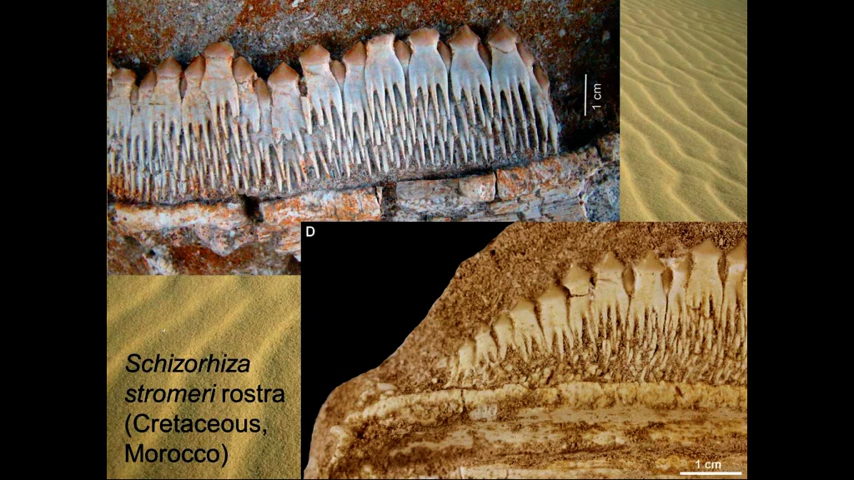 1 cm
D
Schizorhiza
stromeri rostra
(Cretaceous,
Morocco)
1 cm